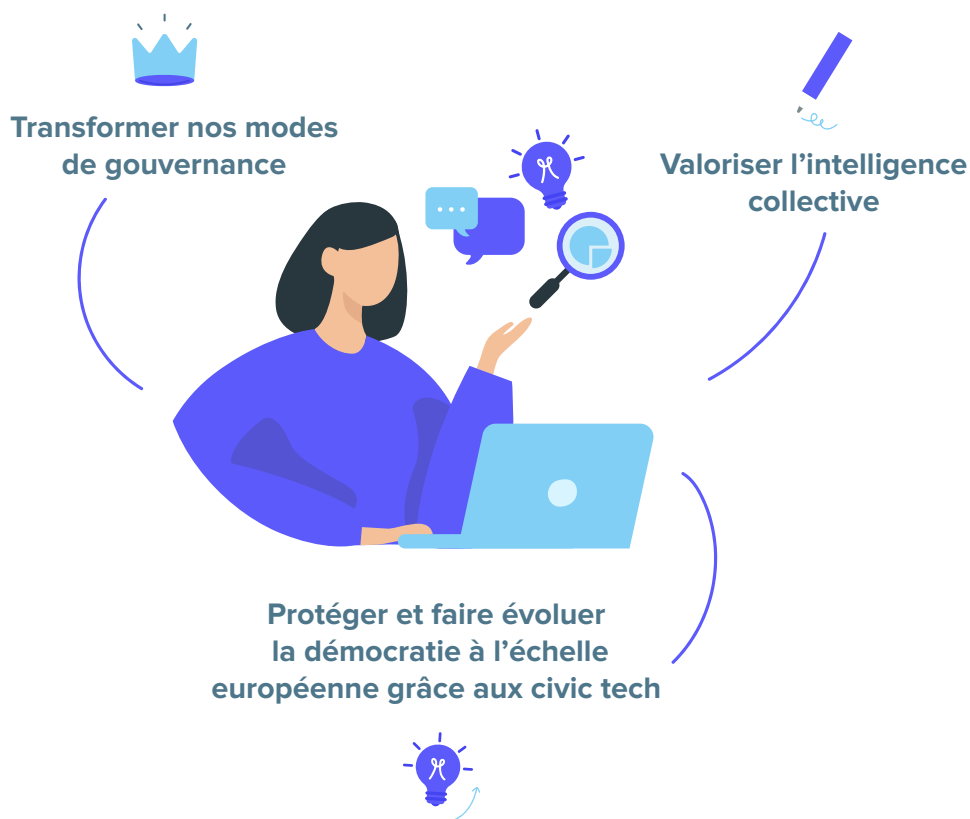 Transformer nos modes
de gouvernance
Valoriser l’intelligence
collective
Protéger et faire évoluer
la démocratie à l’échelle
européenne grâce aux civic tech